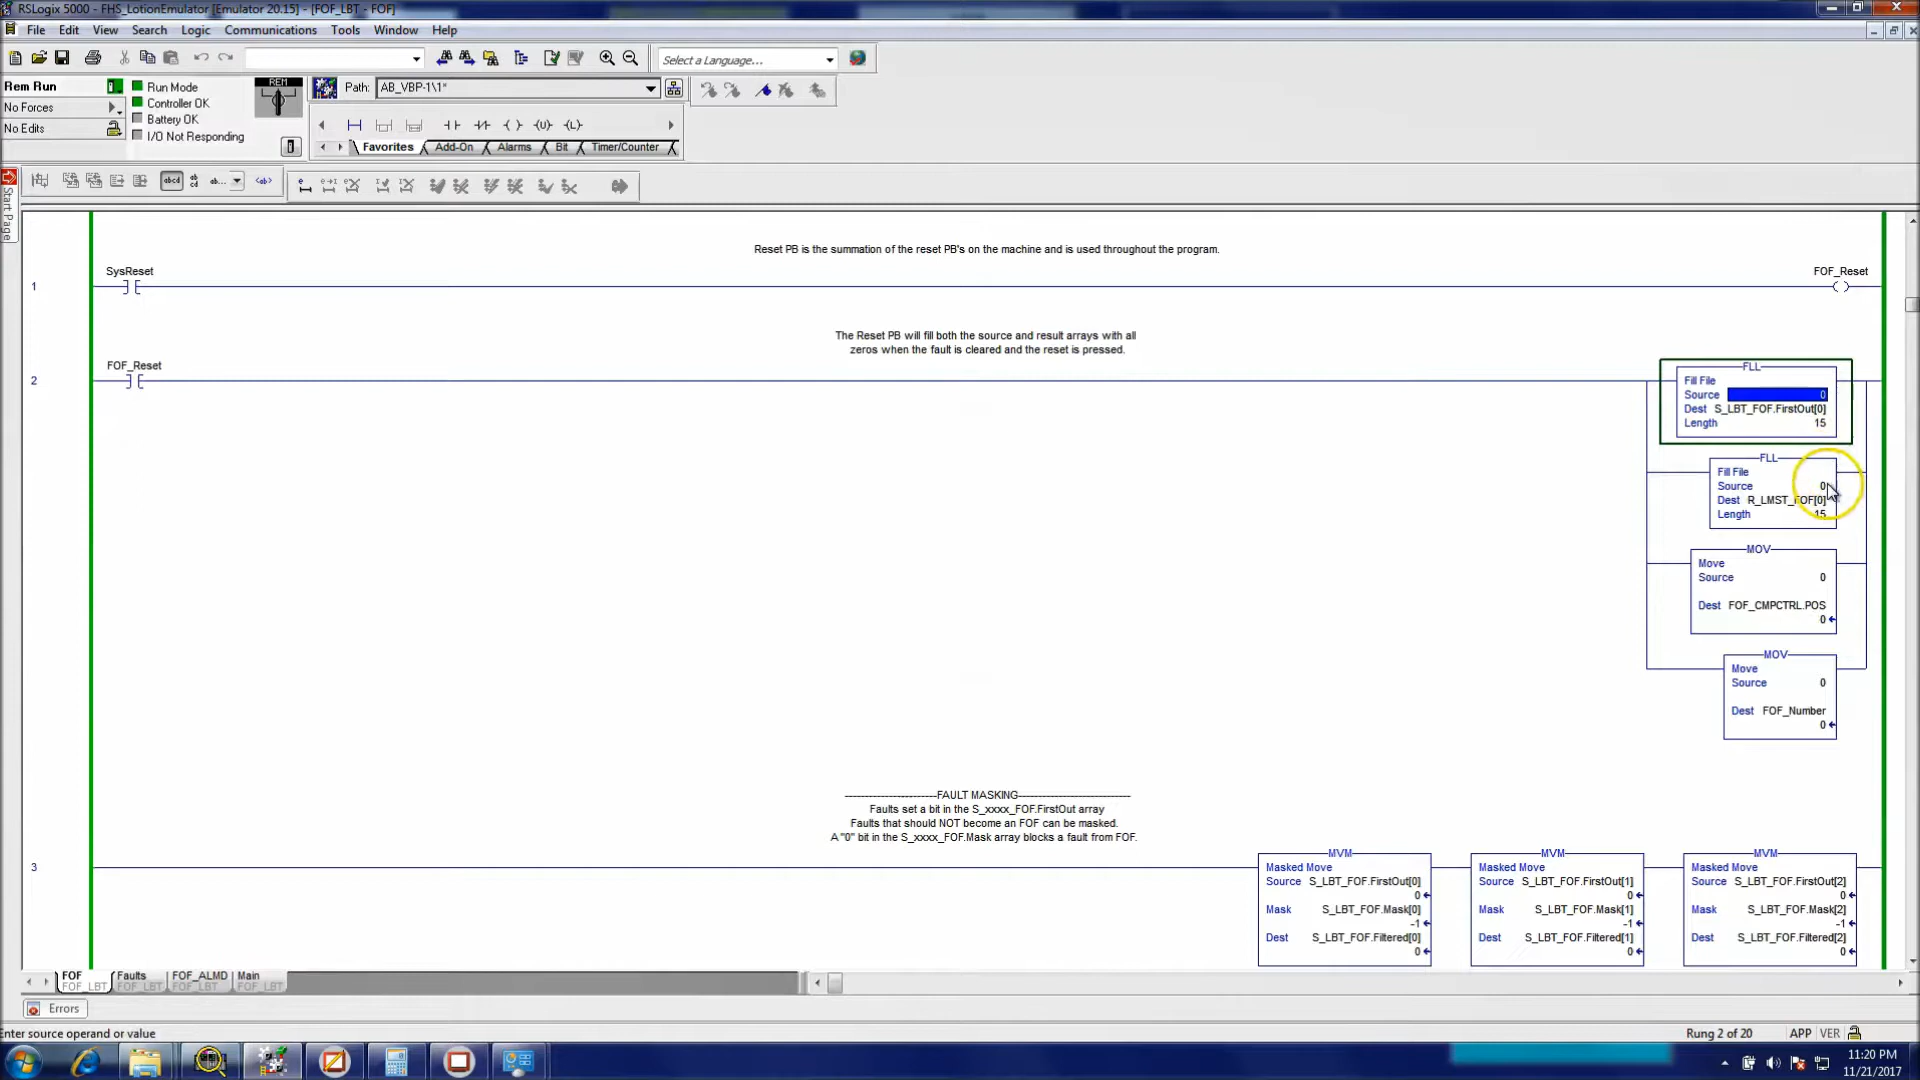 RSLogix 5000 - FHS_LotionEmulator [Emulator 20.15] - [FOF_LBT - FOF]
File Edit View Search Logic Communications Tools Window Help
Select a Language...
Rem Run
No Forces
No Edits
Run Mode
Controller OK
Battery OK
I/O Not Responding
REM
Path: AB_VBP-1\1*
Favorites Add-On Alarms Bit Timer/Counter
Start Page
Reset PB is the summation of the reset PB's on the machine and is used throughout the program.
SysReset FOF_Reset
1
The Reset PB will fill both the source and result arrays with all
zeros when the fault is cleared and the reset is pressed.
FOF_Reset
2
FLL
Fill File
Source 0
Dest S_LBT_FOF.FirstOut[0]
Length 15
FLL
Fill File
Source 0
Dest R_LMST_FOF[0]
Length 15
MOV
Move
Source 0
Dest FOF_CMPCTRL.POS
0
MOV
Move
Source 0
Dest FOF_Number
0
------------------------FAULT MASKING-----------------------------
Faults set a bit in the S_xxxx_FOF.FirstOut array
Faults that should NOT become an FOF can be masked.
A "0" bit in the S_xxxx_FOF.Mask array blocks a fault from FOF.
3
MVM
Masked Move
Source S_LBT_FOF.FirstOut[0]
0
Mask S_LBT_FOF.Mask[0]
-1
Dest S_LBT_FOF.Filtered[0]
0
MVM
Masked Move
Source S_LBT_FOF.FirstOut[1]
0
Mask S_LBT_FOF.Mask[1]
-1
Dest S_LBT_FOF.Filtered[1]
0
MVM
Masked Move
Source S_LBT_FOF.FirstOut[2]
0
Mask S_LBT_FOF.Mask[2]
-1
Dest S_LBT_FOF.Filtered[2]
0
FOF Faults FOF_ALMD Main
FOF_LBT FOF_LBT FOF_LBT FOF_LBT
Errors
Enter source operand or value
Rung 2 of 20 APP VER
11:20 PM
11/21/2017